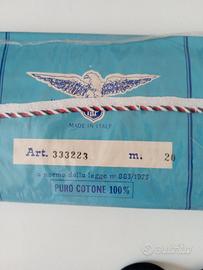 MADE IN ITALY
Art. 333223 m. 20
a norma della legge n° 883/1973
PURO COTONE 100%